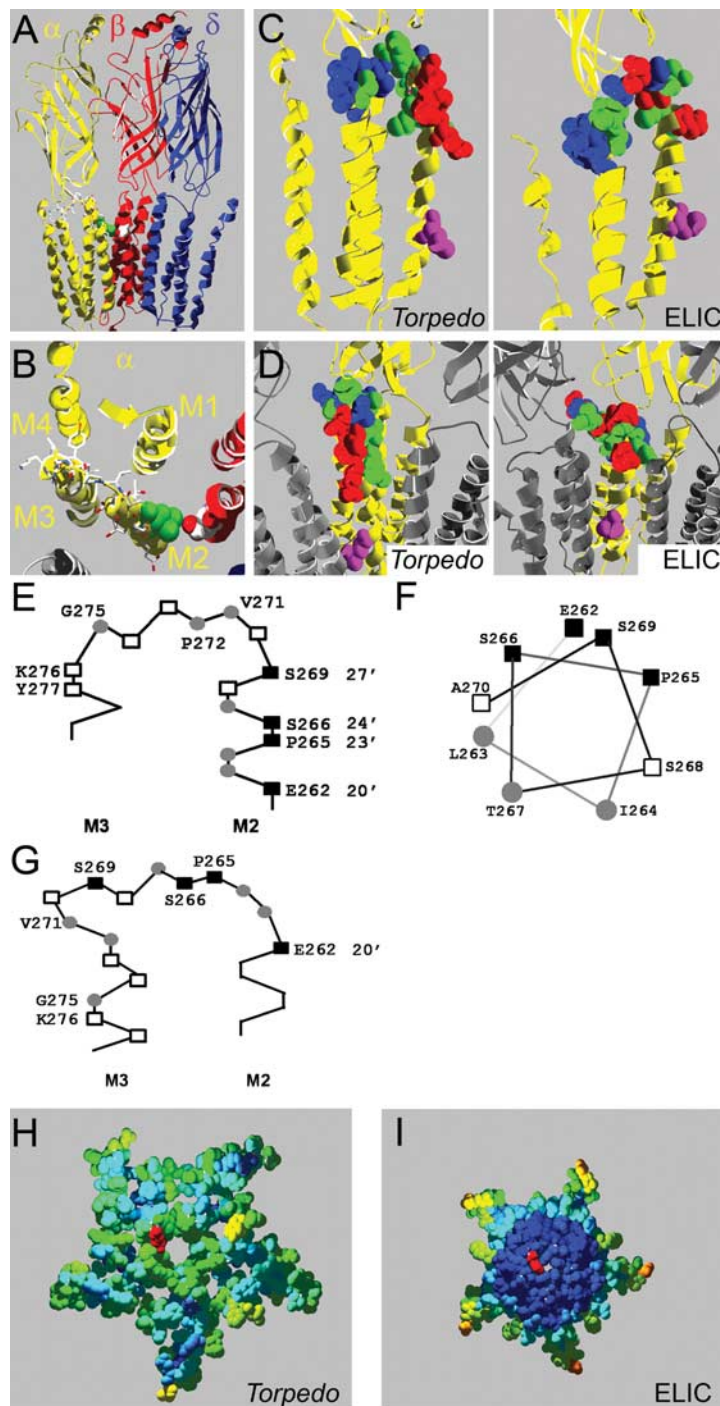 A
α
β
δ
C
Torpedo
ELIC
B
α
M4
M1
M3
M2
D
Torpedo
ELIC
E
G275
V271
P272
K276
Y277
S269 27′
S266 24′
P265 23′
E262 20′
M3
M2
F
E262
S269
S266
P265
A270
L263
S268
T267
I264
G
S269
P265
S266
V271
E262 20′
G275
K276
M3
M2
H
Torpedo
I
ELIC